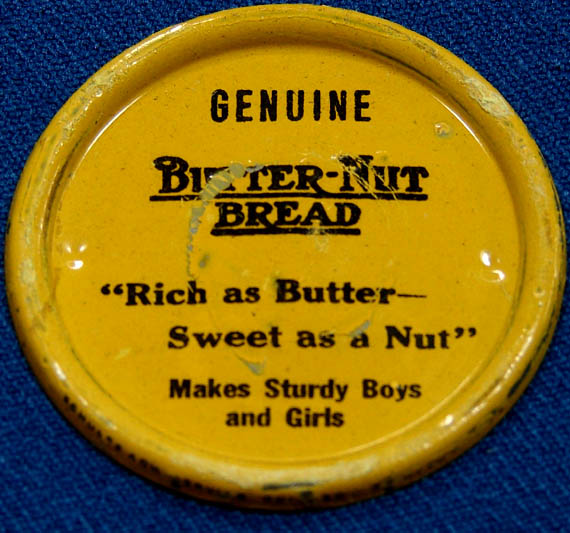 GENUINE
BUTTER-NUT
BREAD
“Rich as Butter—
Sweet as a Nut”
Makes Sturdy Boys
and Girls